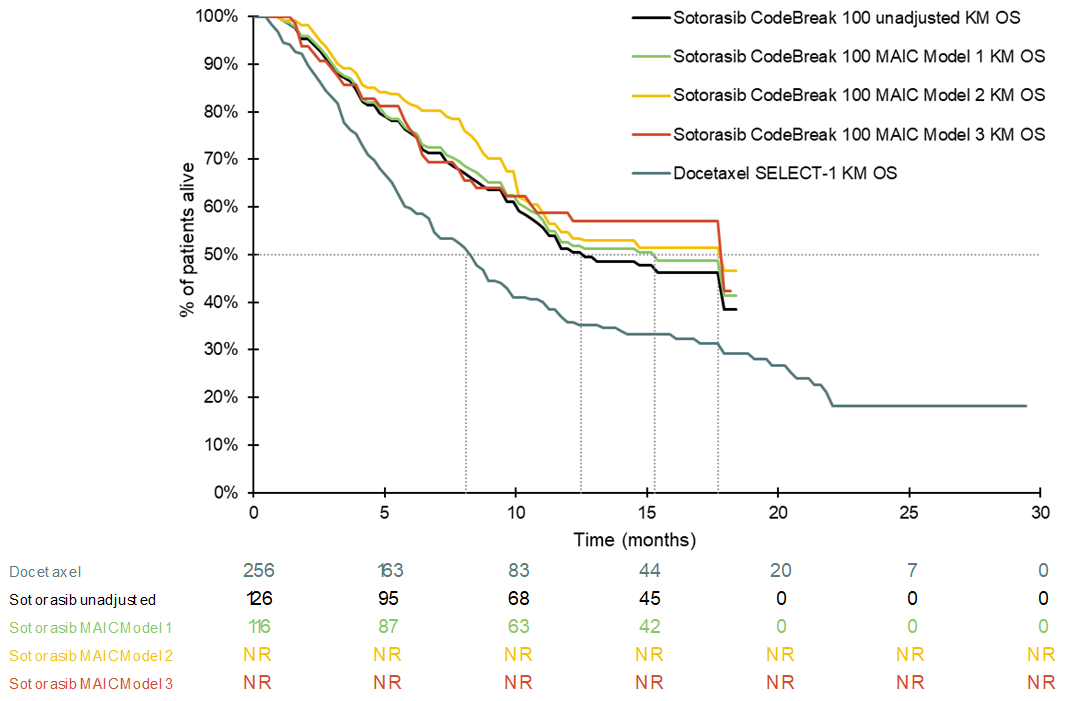 100%
90%
80%
70%
60%
50%
40%
30%
20%
10%
0%
% of patients alive
Sotorasib CodeBreak 100 unadjusted KM OS
Sotorasib CodeBreak 100 MAIC Model 1 KM OS
Sotorasib CodeBreak 100 MAIC Model 2 KM OS
Sotorasib CodeBreak 100 MAIC Model 3 KM OS
Docetaxel SELECT-1 KM OS
0 5 10 15 20 25 30
Time (months)
Docetaxel 256 163 83 44 20 7 0
Sotorasib unadjusted 126 95 68 45 0 0 0
Sotorasib MAIC Model 1 116 87 63 42 0 0 0
Sotorasib MAIC Model 2 NR NR NR NR NR NR NR
Sotorasib MAIC Model 3 NR NR NR NR NR NR NR